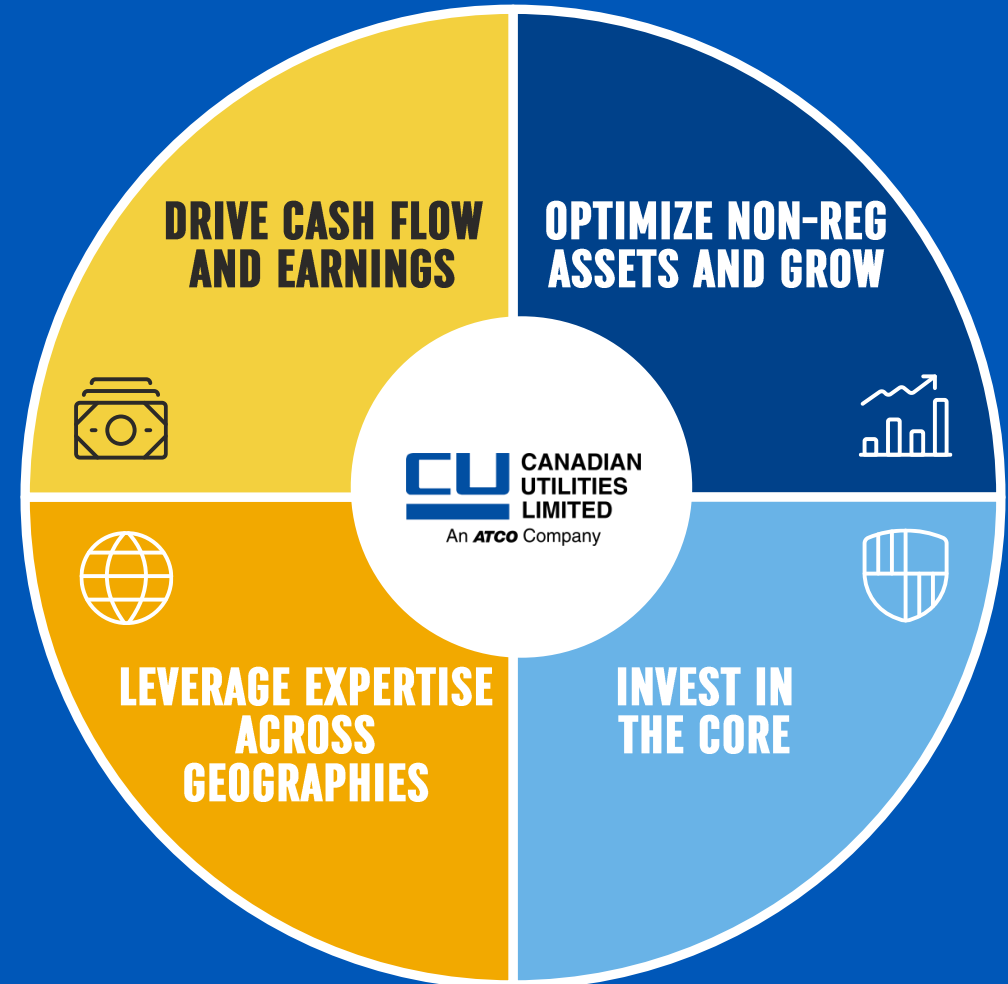 DRIVE CASH FLOW
AND EARNINGS
OPTIMIZE NON-REG
ASSETS AND GROW
CU CANADIAN
UTILITIES
LIMITED
An ATCO Company
LEVERAGE EXPERTISE
ACROSS
GEOGRAPHIES
INVEST IN
THE CORE